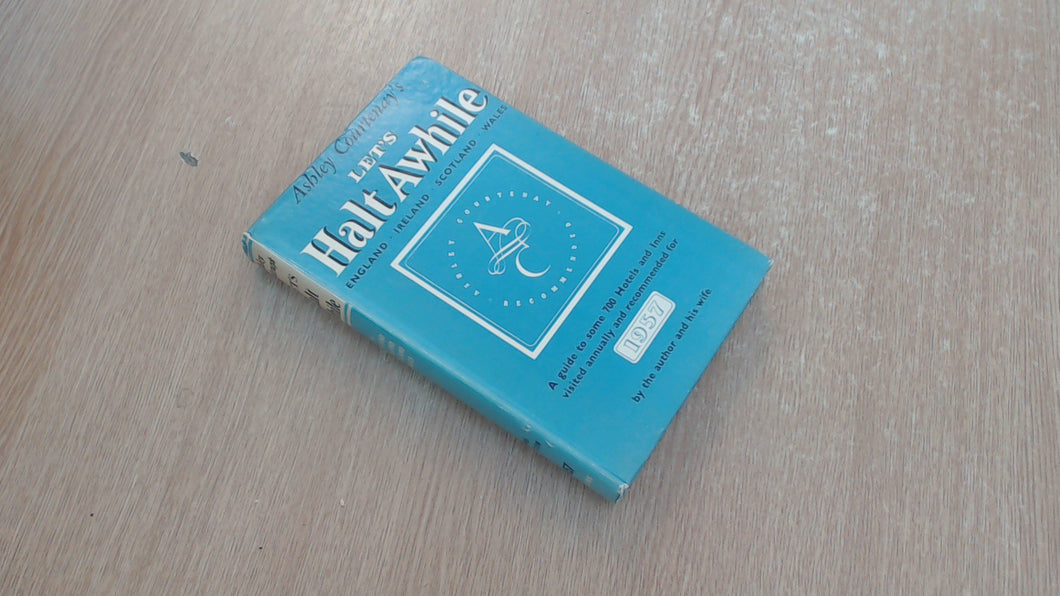 Ashley Courtenay's
LET'S
Halt Awhile
ENGLAND · IRELAND · SCOTLAND · WALES
ASHLEY COURTENAY · RECOMMENDED
AC
A guide to some 700 Hotels and Inns
visited annually and recommended for
1957
by the author and his wife